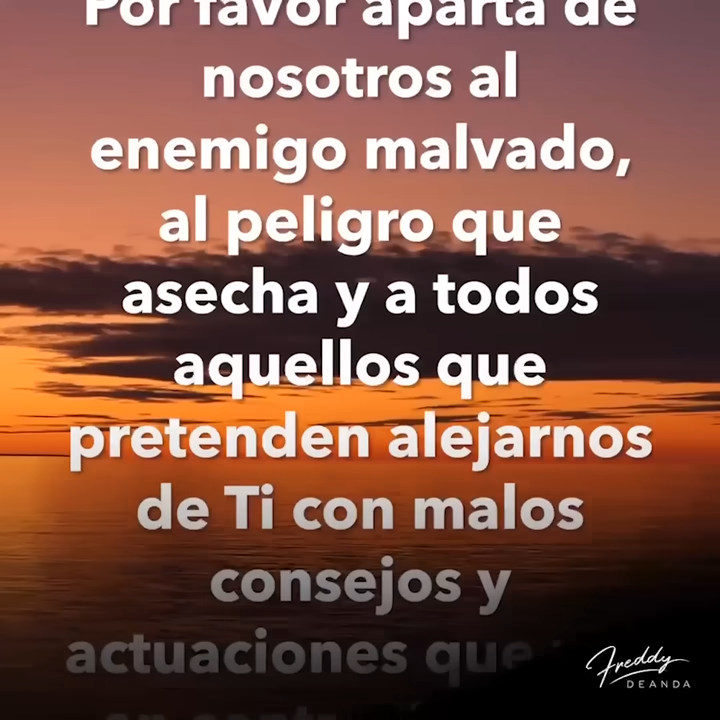 Por favor aparta de
nosotros al
enemigo malvado,
al peligro que
asecha y a todos
aquellos que
pretenden alejarnos
de Ti con malos
consejos y
actuaciones que
Freddy
DEANDA